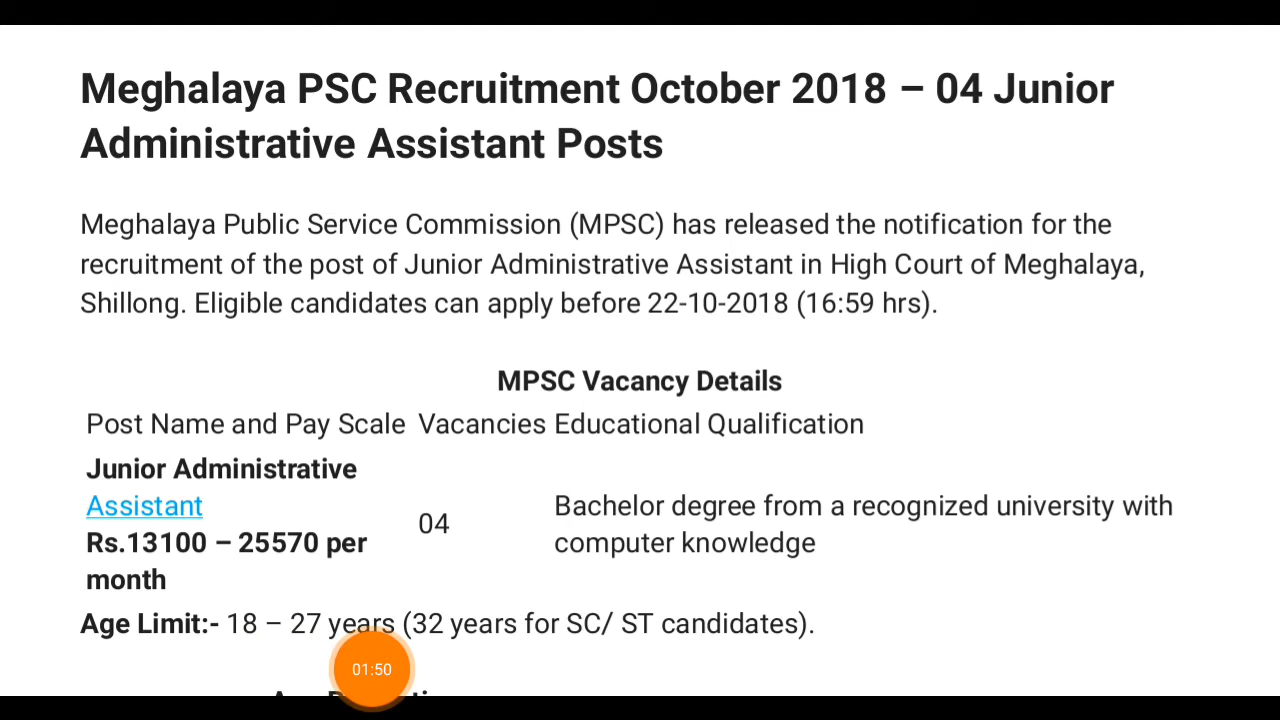 Meghalaya PSC Recruitment October 2018 – 04 Junior
Administrative Assistant Posts
Meghalaya Public Service Commission (MPSC) has released the notification for the
recruitment of the post of Junior Administrative Assistant in High Court of Meghalaya,
Shillong. Eligible candidates can apply before 22-10-2018 (16:59 hrs).
MPSC Vacancy Details
Post Name and Pay Scale Vacancies Educational Qualification
Junior Administrative
Assistant
Rs.13100 – 25570 per
month
04
Bachelor degree from a recognized university with
computer knowledge
Age Limit:- 18 – 27 years (32 years for SC/ ST candidates).
01:50